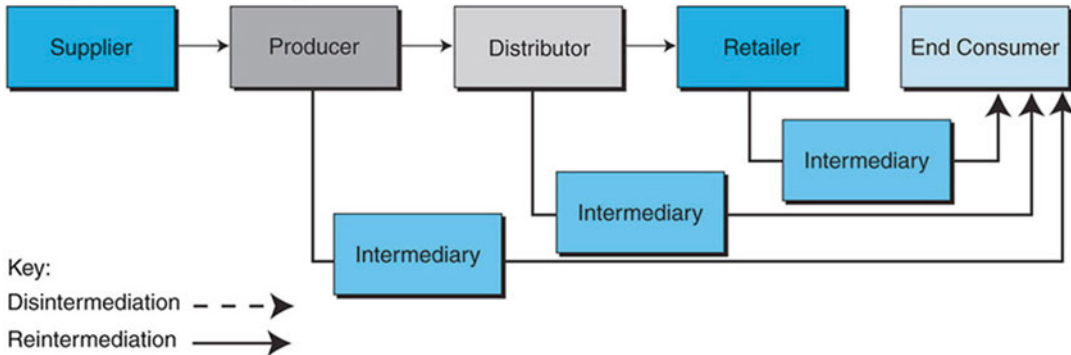 Supplier
Producer
Distributor
Retailer
End Consumer
Intermediary
Intermediary
Intermediary
Key:
Disintermediation
Reintermediation